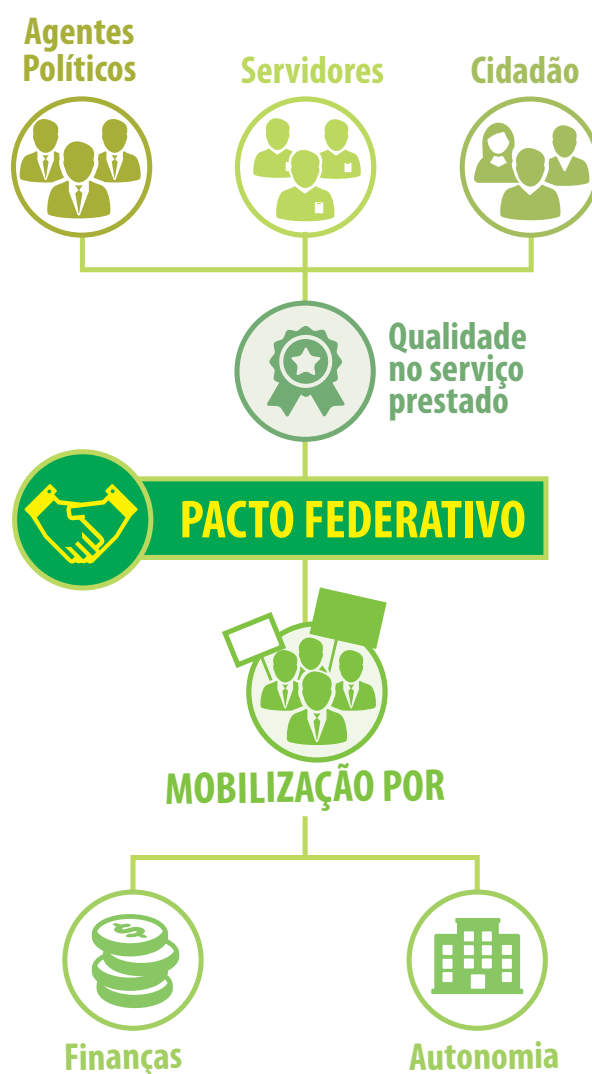 Agentes
Políticos
Servidores
Cidadão
Qualidade
no serviço
prestado
PACTO FEDERATIVO
MOBILIZAÇÃO POR
$
Finanças
Autonomia